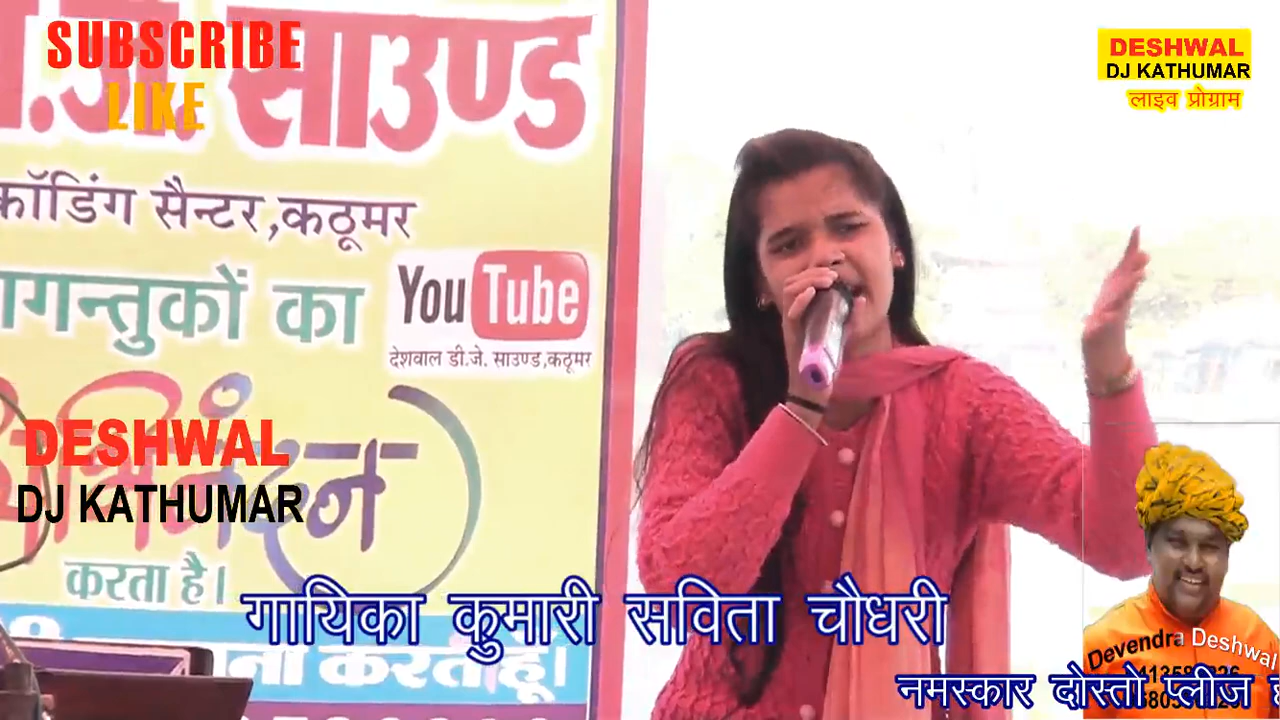 SUBSCRIBE
LIKE
डी.जे. साउण्ड
DESHWAL
DJ KATHUMAR
लाइव प्रोग्राम
सैन्टर,कठूमर
का
YouTube
देशवाल डी.जे. साउण्ड,कठूमर
DESHWAL
DJ KATHUMAR
करता है।
गायिका कुमारी सविता चौधरी
करता हूँ।
Devendra Deshwal
नमस्कार दोस्तो प्लीज